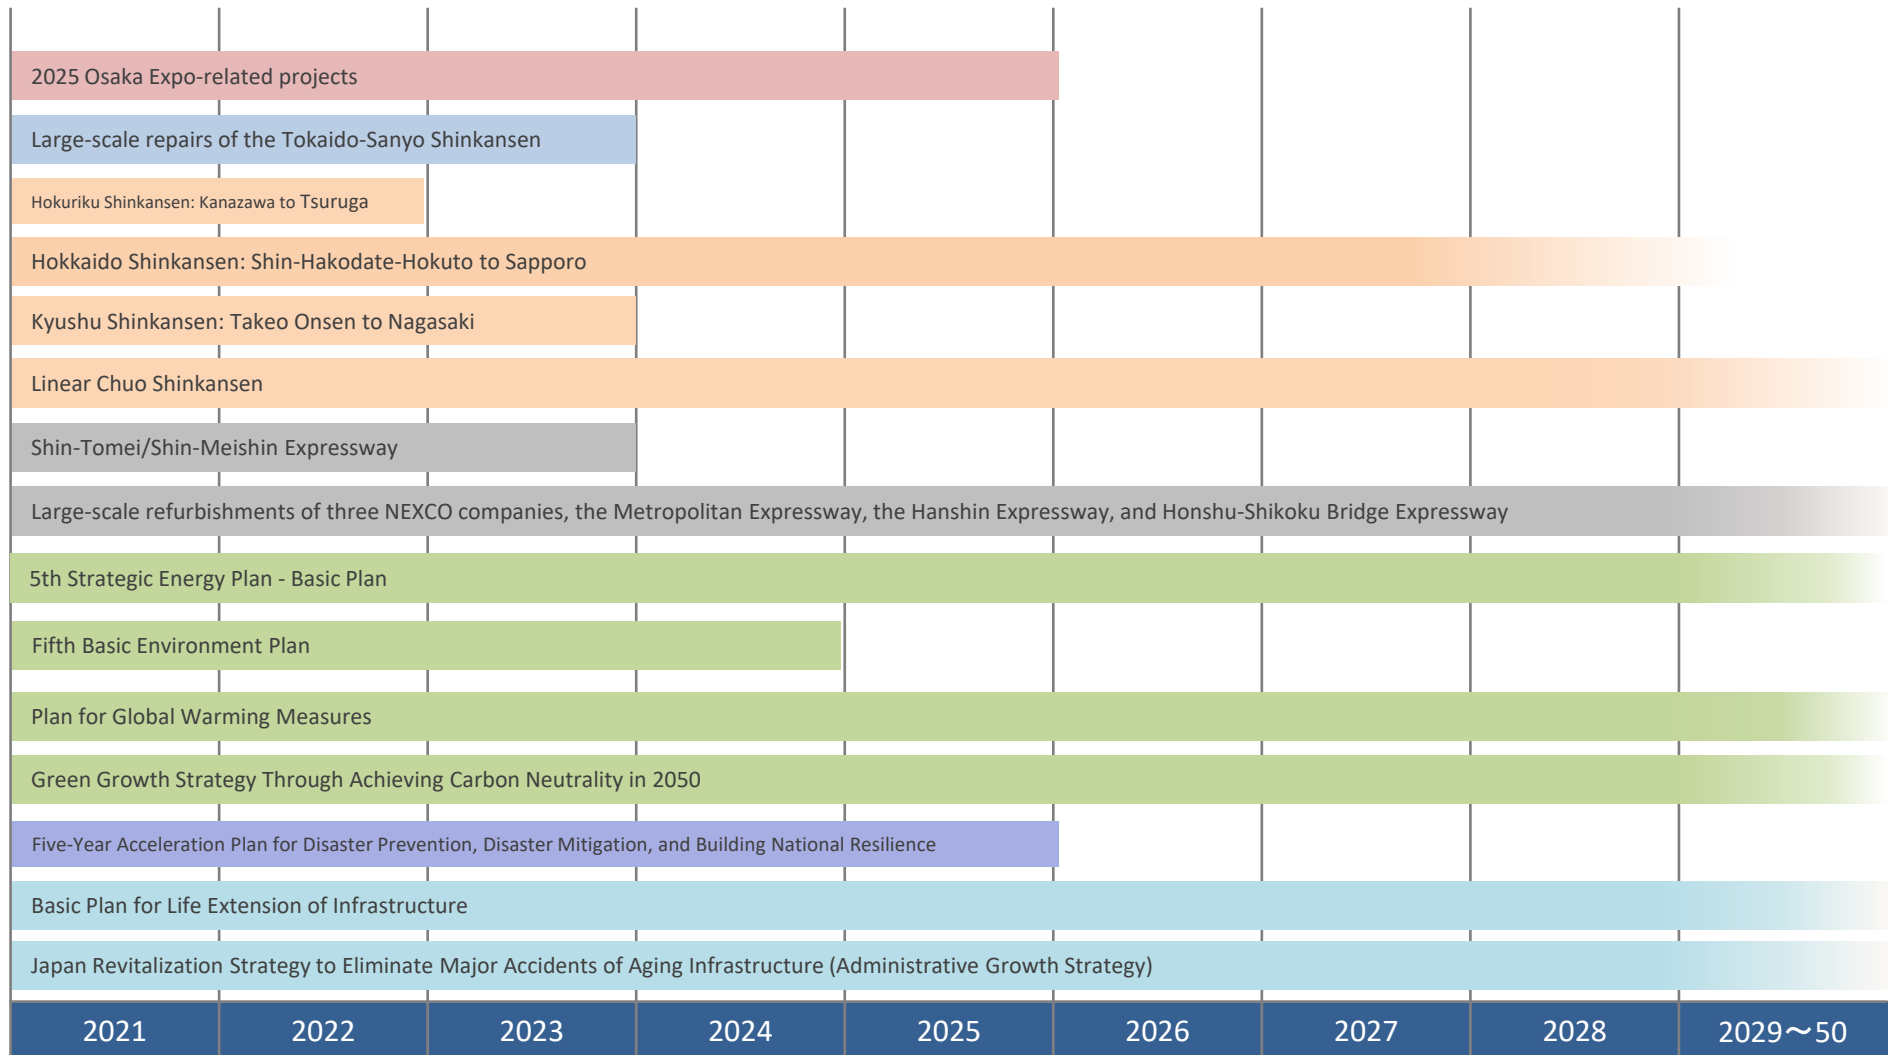 2025 Osaka Expo-related projects
Large-scale repairs of the Tokaido-Sanyo Shinkansen
Hokuriku Shinkansen: Kanazawa to Tsuruga
Hokkaido Shinkansen: Shin-Hakodate-Hokuto to Sapporo
Kyushu Shinkansen: Takeo Onsen to Nagasaki
Linear Chuo Shinkansen
Shin-Tomei/Shin-Meishin Expressway
Large-scale refurbishments of three NEXCO companies, the Metropolitan Expressway, the Hanshin Expressway, and Honshu-Shikoku Bridge Expressway
5th Strategic Energy Plan - Basic Plan
Fifth Basic Environment Plan
Plan for Global Warming Measures
Green Growth Strategy Through Achieving Carbon Neutrality in 2050
Five-Year Acceleration Plan for Disaster Prevention, Disaster Mitigation, and Building National Resilience
Basic Plan for Life Extension of Infrastructure
Japan Revitalization Strategy to Eliminate Major Accidents of Aging Infrastructure (Administrative Growth Strategy)
2021 2022 2023 2024 2025 2026 2027 2028 2029～50